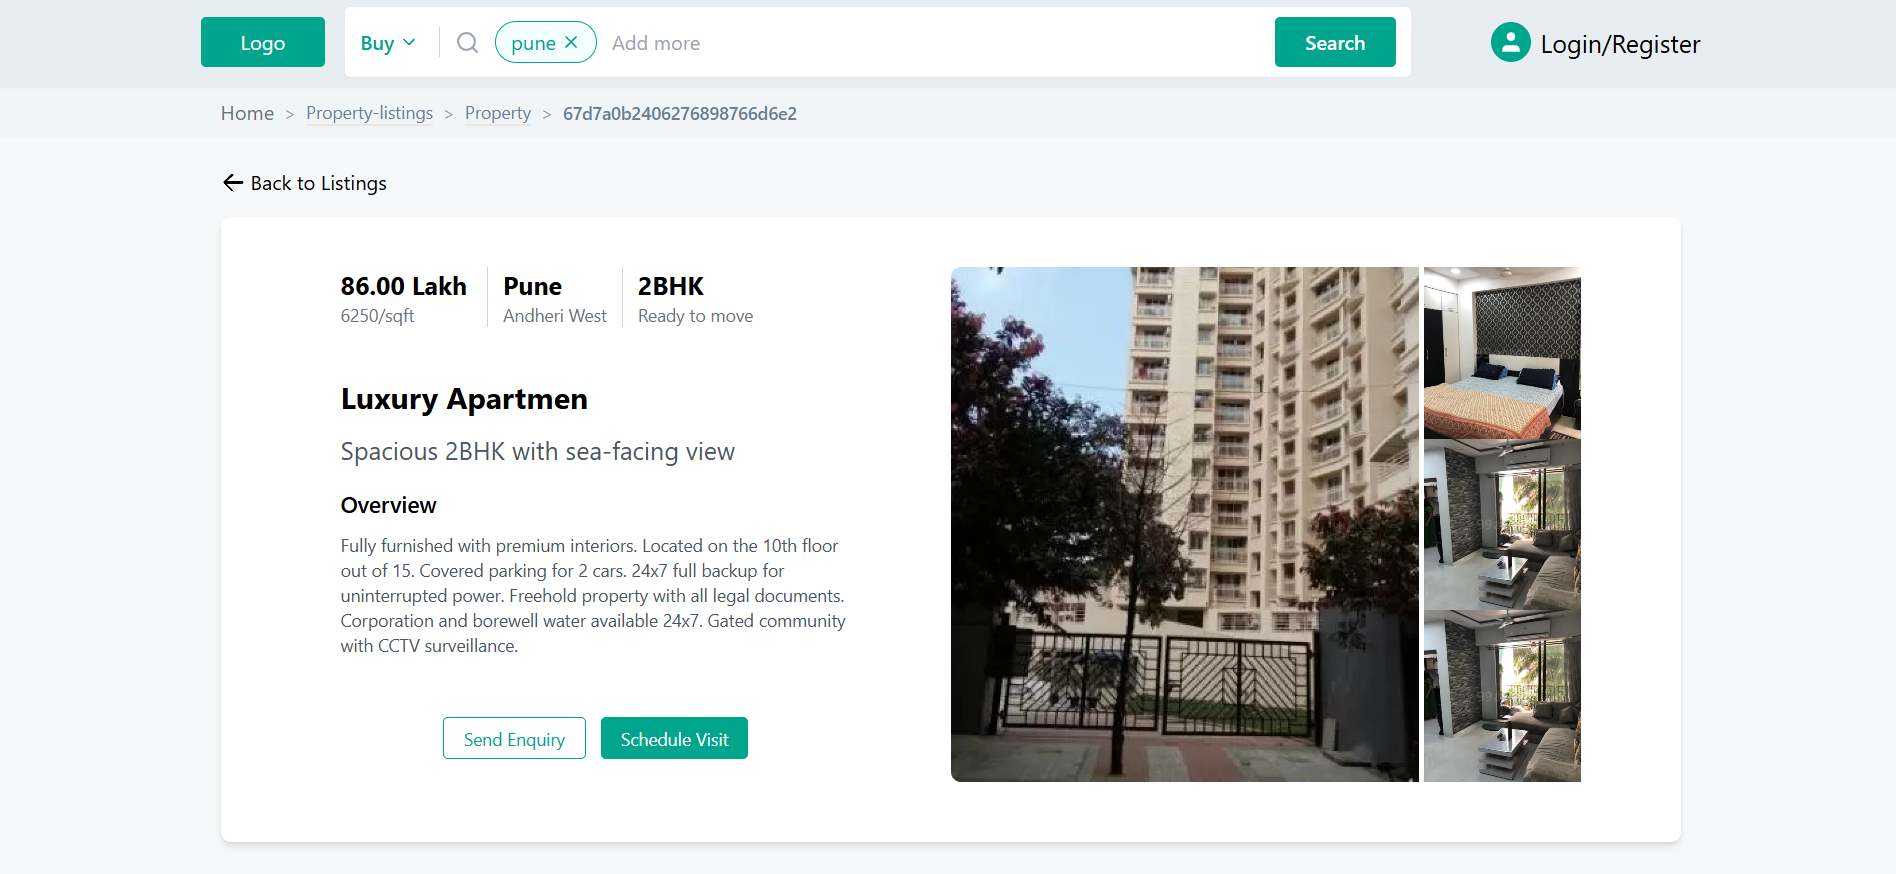 Logo
Buy
pune
Add more
Search
Login/Register
Home > Property-listings > Property > 67d7a0b2406276898766d6e2
Back to Listings
86.00 Lakh
6250/sqft
Pune
Andheri West
2BHK
Ready to move
Luxury Apartmen
Spacious 2BHK with sea-facing view
Overview
Fully furnished with premium interiors. Located on the 10th floor
out of 15. Covered parking for 2 cars. 24x7 full backup for
uninterrupted power. Freehold property with all legal documents.
Corporation and borewell water available 24x7. Gated community
with CCTV surveillance.
Send Enquiry
Schedule Visit